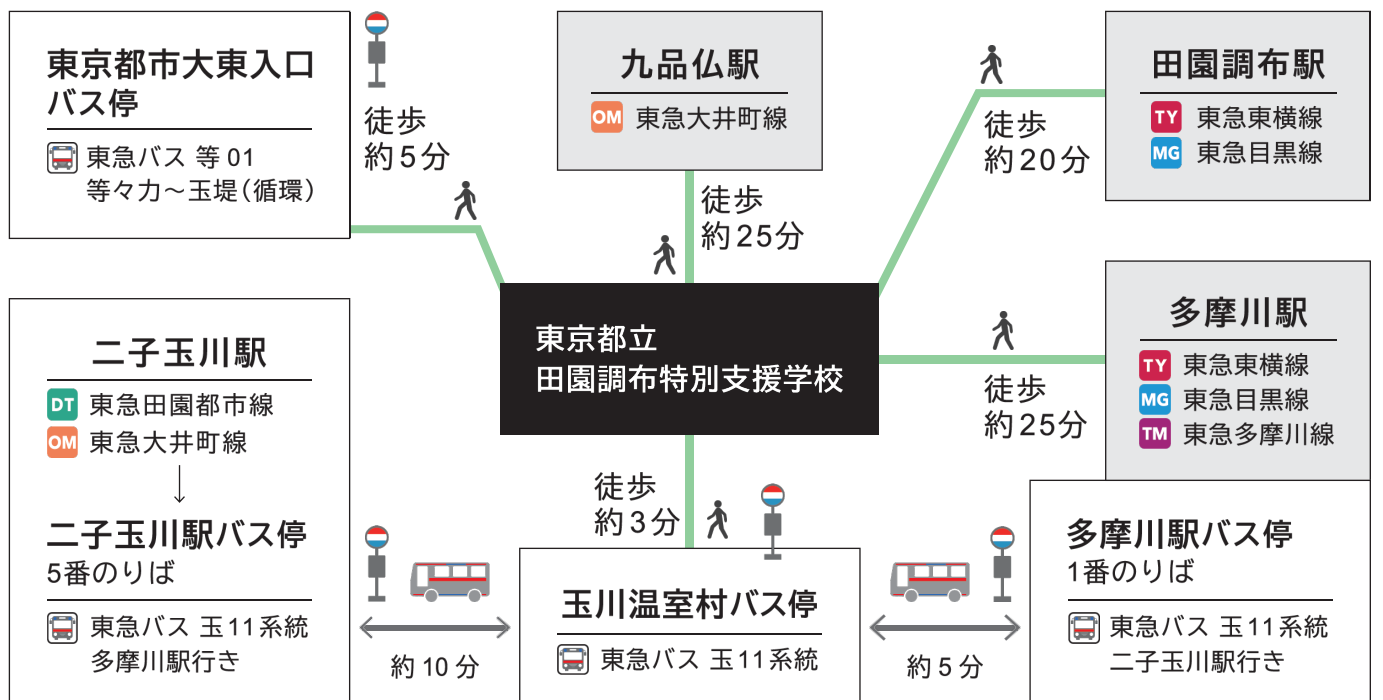 東京都市大東入口
バス停
東急バス 等01
等々力～玉堤(循環)
徒歩
約5分
九品仏駅
OM 東急大井町線
徒歩
約25分
田園調布駅
TY 東急東横線
MG 東急目黒線
徒歩
約20分
東京都立
田園調布特別支援学校
多摩川駅
TY 東急東横線
MG 東急目黒線
TM 東急多摩川線
徒歩
約25分
二子玉川駅
DT 東急田園都市線
OM 東急大井町線
↓
二子玉川駅バス停
5番のりば
東急バス 玉11系統
多摩川駅行き
約10分
徒歩
約3分
玉川温室村バス停
東急バス 玉11系統
約5分
多摩川駅バス停
1番のりば
東急バス 玉11系統
二子玉川駅行き